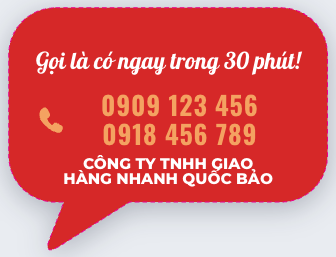 Gọi là có ngay trong 30 phút!
0909 123 456
0918 456 789
CÔNG TY TNHH GIAO
HÀNG NHANH QUỐC BẢO